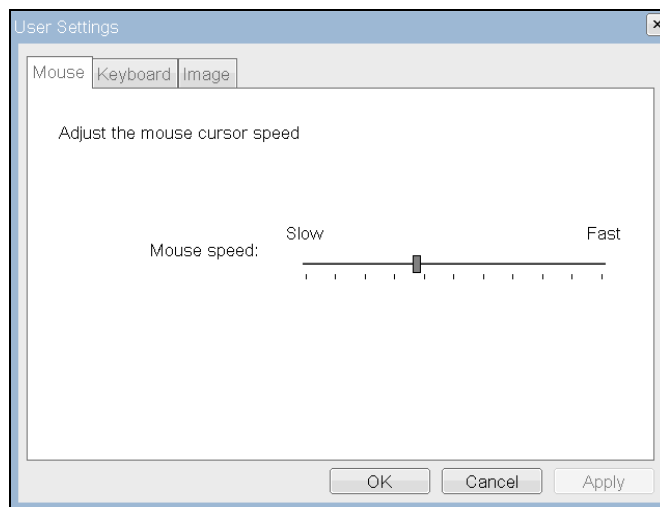 User Settings
Mouse Keyboard Image
Adjust the mouse cursor speed
Slow Fast
Mouse speed:
OK Cancel Apply